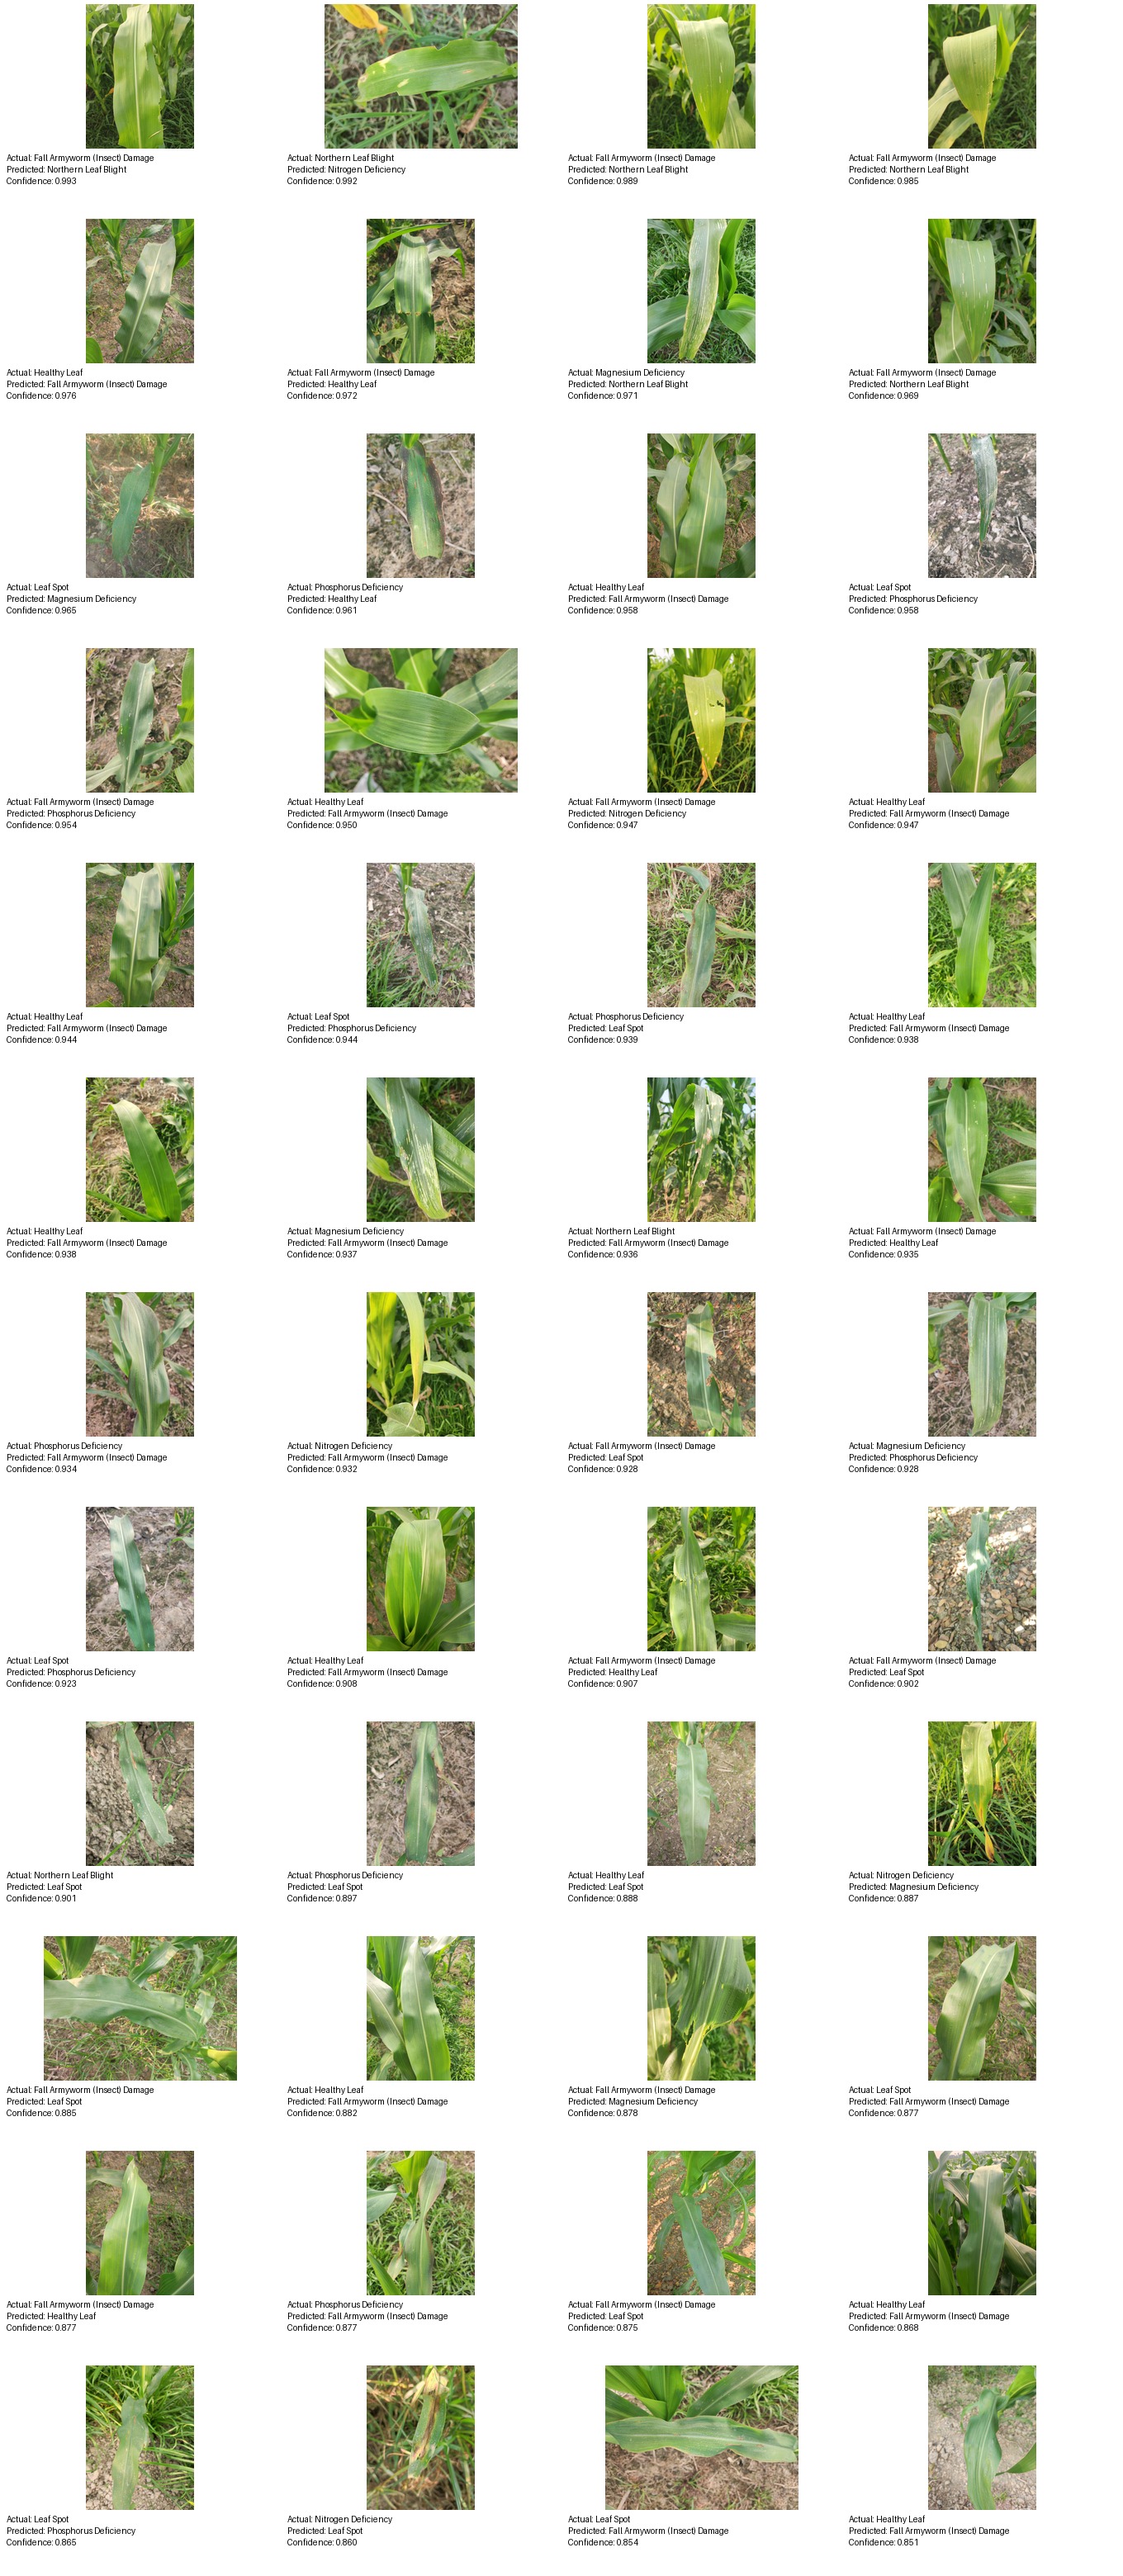 Actual: Fall Armyworm (Insect) Damage
Predicted: Northern Leaf Blight
Confidence: 0.993
Actual: Northern Leaf Blight
Predicted: Nitrogen Deficiency
Confidence: 0.992
Actual: Fall Armyworm (Insect) Damage
Predicted: Northern Leaf Blight
Confidence: 0.989
Actual: Fall Armyworm (Insect) Damage
Predicted: Northern Leaf Blight
Confidence: 0.985
Actual: Healthy Leaf
Predicted: Fall Armyworm (Insect) Damage
Confidence: 0.976
Actual: Fall Armyworm (Insect) Damage
Predicted: Healthy Leaf
Confidence: 0.972
Actual: Magnesium Deficiency
Predicted: Northern Leaf Blight
Confidence: 0.971
Actual: Fall Armyworm (Insect) Damage
Predicted: Northern Leaf Blight
Confidence: 0.969
Actual: Leaf Spot
Predicted: Magnesium Deficiency
Confidence: 0.965
Actual: Phosphorus Deficiency
Predicted: Healthy Leaf
Confidence: 0.961
Actual: Healthy Leaf
Predicted: Fall Armyworm (Insect) Damage
Confidence: 0.958
Actual: Leaf Spot
Predicted: Phosphorus Deficiency
Confidence: 0.958
Actual: Fall Armyworm (Insect) Damage
Predicted: Phosphorus Deficiency
Confidence: 0.954
Actual: Healthy Leaf
Predicted: Fall Armyworm (Insect) Damage
Confidence: 0.950
Actual: Fall Armyworm (Insect) Damage
Predicted: Nitrogen Deficiency
Confidence: 0.947
Actual: Healthy Leaf
Predicted: Fall Armyworm (Insect) Damage
Confidence: 0.947
Actual: Healthy Leaf
Predicted: Fall Armyworm (Insect) Damage
Confidence: 0.944
Actual: Leaf Spot
Predicted: Phosphorus Deficiency
Confidence: 0.944
Actual: Phosphorus Deficiency
Predicted: Leaf Spot
Confidence: 0.939
Actual: Healthy Leaf
Predicted: Fall Armyworm (Insect) Damage
Confidence: 0.938
Actual: Healthy Leaf
Predicted: Fall Armyworm (Insect) Damage
Confidence: 0.938
Actual: Magnesium Deficiency
Predicted: Fall Armyworm (Insect) Damage
Confidence: 0.937
Actual: Northern Leaf Blight
Predicted: Fall Armyworm (Insect) Damage
Confidence: 0.936
Actual: Fall Armyworm (Insect) Damage
Predicted: Healthy Leaf
Confidence: 0.935
Actual: Phosphorus Deficiency
Predicted: Fall Armyworm (Insect) Damage
Confidence: 0.934
Actual: Nitrogen Deficiency
Predicted: Fall Armyworm (Insect) Damage
Confidence: 0.932
Actual: Fall Armyworm (Insect) Damage
Predicted: Leaf Spot
Confidence: 0.928
Actual: Magnesium Deficiency
Predicted: Phosphorus Deficiency
Confidence: 0.928
Actual: Leaf Spot
Predicted: Phosphorus Deficiency
Confidence: 0.923
Actual: Healthy Leaf
Predicted: Fall Armyworm (Insect) Damage
Confidence: 0.908
Actual: Fall Armyworm (Insect) Damage
Predicted: Healthy Leaf
Confidence: 0.907
Actual: Fall Armyworm (Insect) Damage
Predicted: Leaf Spot
Confidence: 0.902
Actual: Northern Leaf Blight
Predicted: Leaf Spot
Confidence: 0.901
Actual: Phosphorus Deficiency
Predicted: Leaf Spot
Confidence: 0.897
Actual: Healthy Leaf
Predicted: Leaf Spot
Confidence: 0.888
Actual: Nitrogen Deficiency
Predicted: Magnesium Deficiency
Confidence: 0.887
Actual: Fall Armyworm (Insect) Damage
Predicted: Leaf Spot
Confidence: 0.885
Actual: Healthy Leaf
Predicted: Fall Armyworm (Insect) Damage
Confidence: 0.882
Actual: Fall Armyworm (Insect) Damage
Predicted: Magnesium Deficiency
Confidence: 0.878
Actual: Leaf Spot
Predicted: Fall Armyworm (Insect) Damage
Confidence: 0.877
Actual: Fall Armyworm (Insect) Damage
Predicted: Healthy Leaf
Confidence: 0.877
Actual: Phosphorus Deficiency
Predicted: Fall Armyworm (Insect) Damage
Confidence: 0.877
Actual: Fall Armyworm (Insect) Damage
Predicted: Leaf Spot
Confidence: 0.875
Actual: Healthy Leaf
Predicted: Fall Armyworm (Insect) Damage
Confidence: 0.868
Actual: Leaf Spot
Predicted: Phosphorus Deficiency
Confidence: 0.865
Actual: Nitrogen Deficiency
Predicted: Leaf Spot
Confidence: 0.860
Actual: Leaf Spot
Predicted: Fall Armyworm (Insect) Damage
Confidence: 0.854
Actual: Healthy Leaf
Predicted: Fall Armyworm (Insect) Damage
Confidence: 0.851